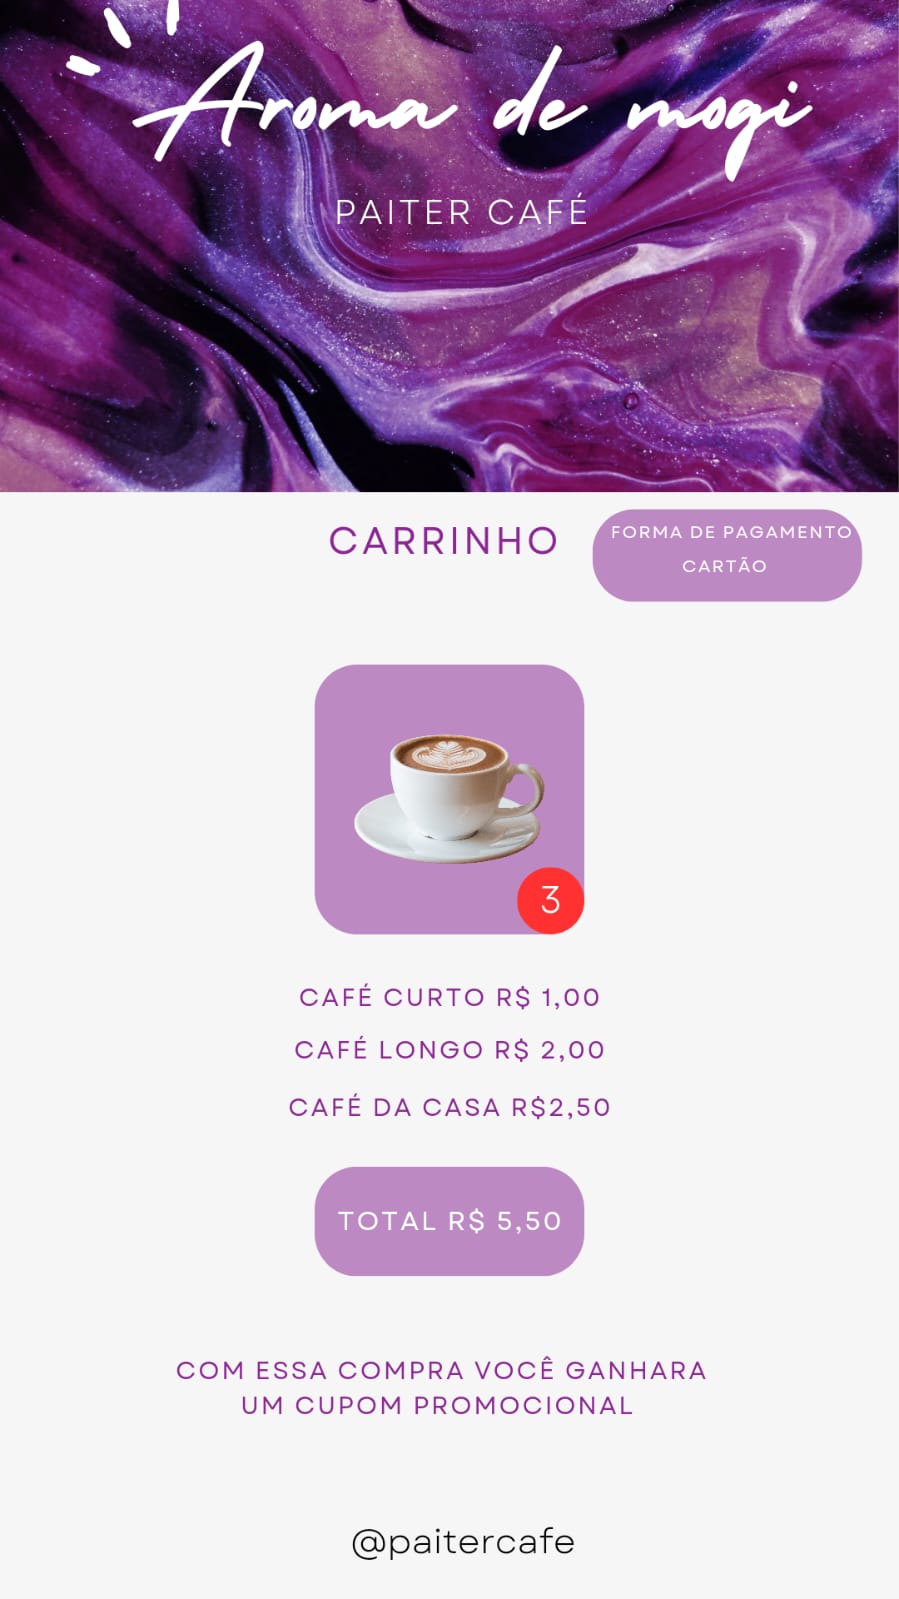 Aroma de mogi
PAITER CAFÉ
CARRINHO
FORMA DE PAGAMENTO
CARTÃO
3
CAFÉ CURTO R$ 1,00
CAFÉ LONGO R$ 2,00
CAFÉ DA CASA R$2,50
TOTAL R$ 5,50
COM ESSA COMPRA VOCÊ GANHARA
UM CUPOM PROMOCIONAL
@paitercafe